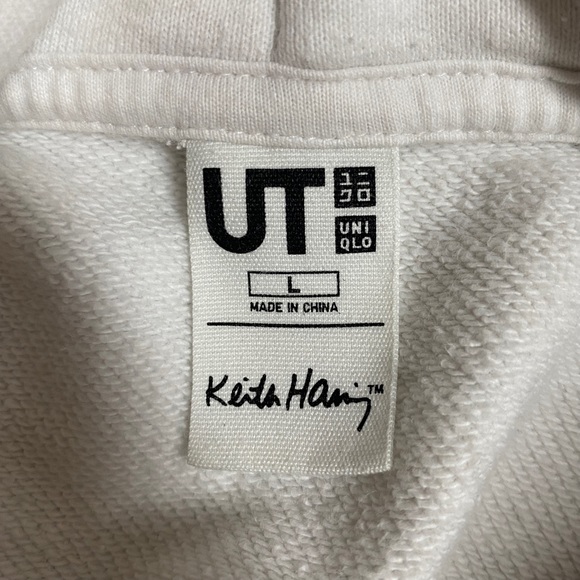 UT
ユニ
クロ
UNI
QLO
L
MADE IN CHINA
Keith Haring™